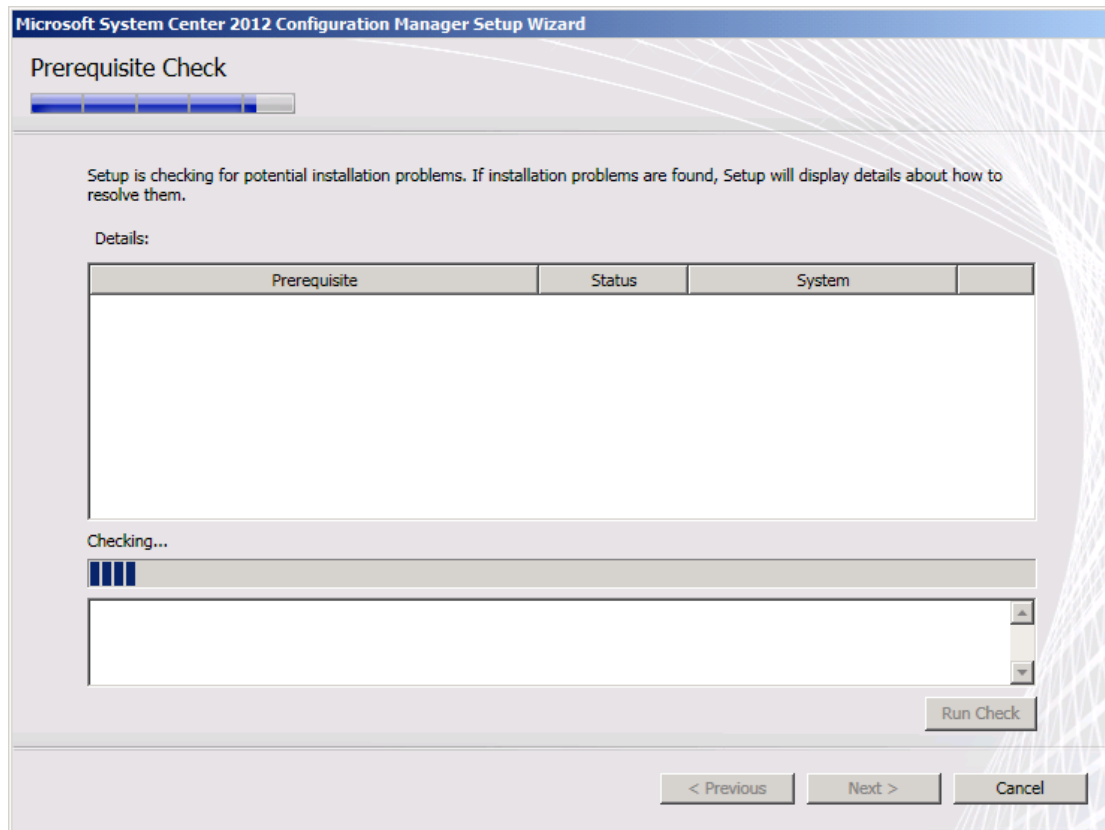 Microsoft System Center 2012 Configuration Manager Setup Wizard
Prerequisite Check
Setup is checking for potential installation problems. If installation problems are found, Setup will display details about how to
resolve them.
Details:
Prerequisite Status System
Checking...
Run Check
< Previous Next > Cancel